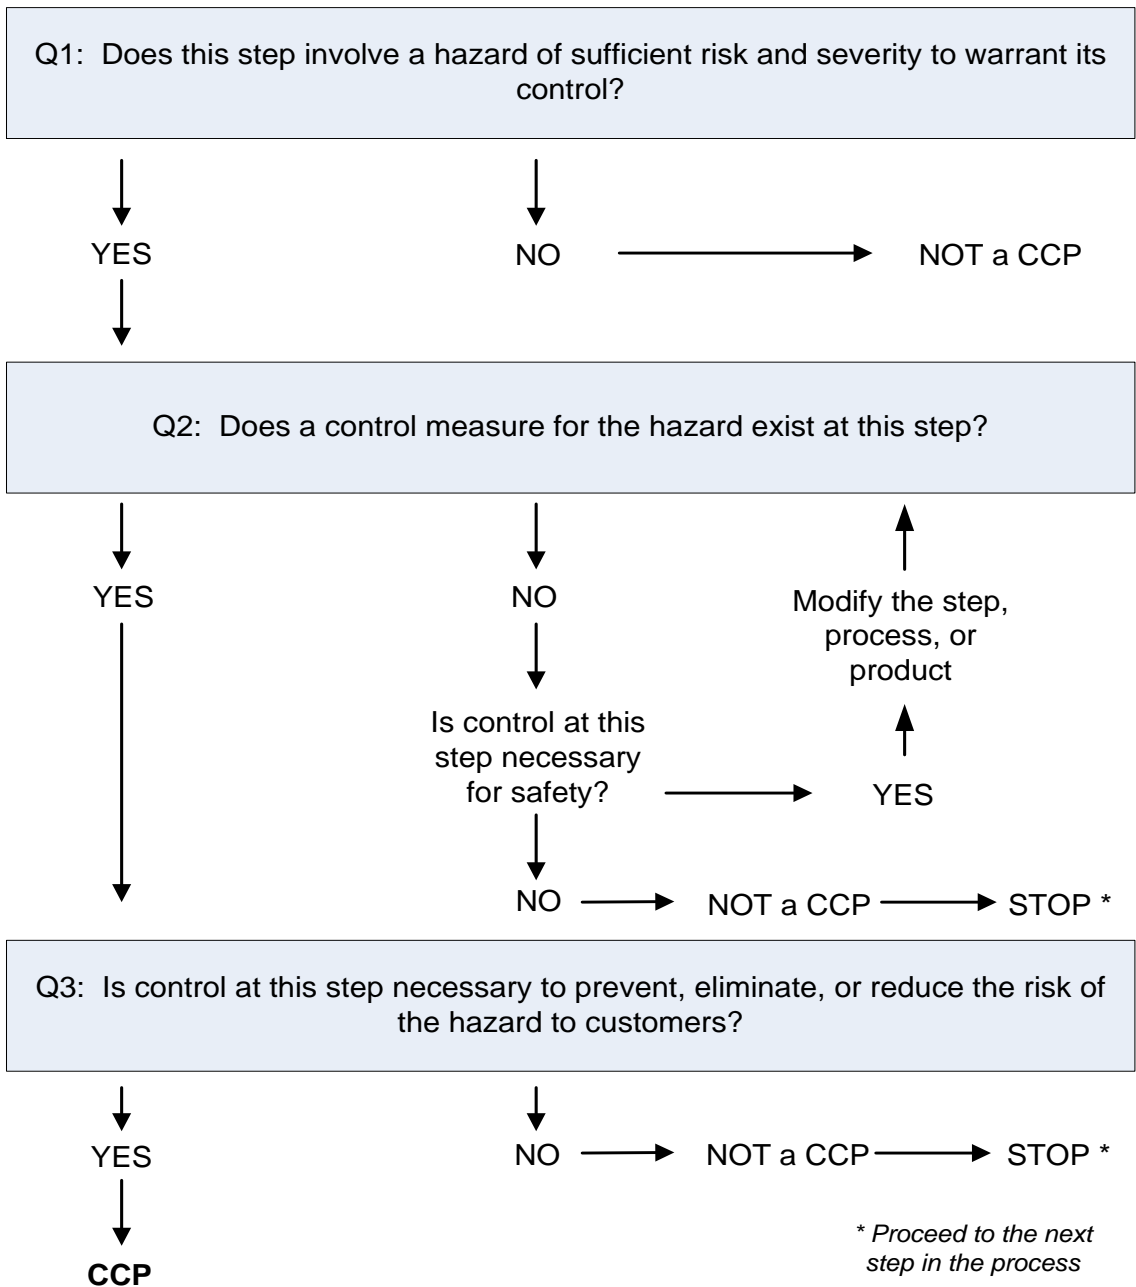 Q1: Does this step involve a hazard of sufficient risk and severity to warrant its
control?
YES
NO
NOT a CCP
Q2: Does a control measure for the hazard exist at this step?
YES
NO
Modify the step,
process, or
product
Is control at this
step necessary
for safety?
YES
NO
NOT a CCP
STOP *
Q3: Is control at this step necessary to prevent, eliminate, or reduce the risk of
the hazard to customers?
YES
NO
NOT a CCP
STOP *
* Proceed to the next
step in the process
CCP